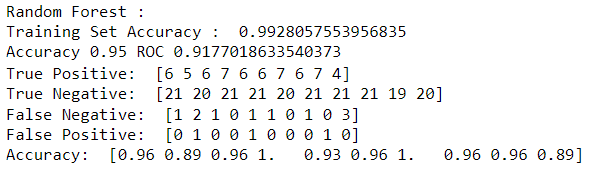 Random Forest :
Training Set Accuracy :  0.9928057553956835
Accuracy 0.95 ROC 0.9177018633540373
True Positive:  [6 5 6 7 6 6 7 6 7 4]
True Negative:  [21 20 21 21 20 21 21 21 19 20]
False Negative:  [1 2 1 0 1 1 0 1 0 3]
False Positive:  [0 1 0 0 1 0 0 0 1 0]
Accuracy:  [0.96 0.89 0.96 1.   0.93 0.96 1.   0.96 0.96 0.89]